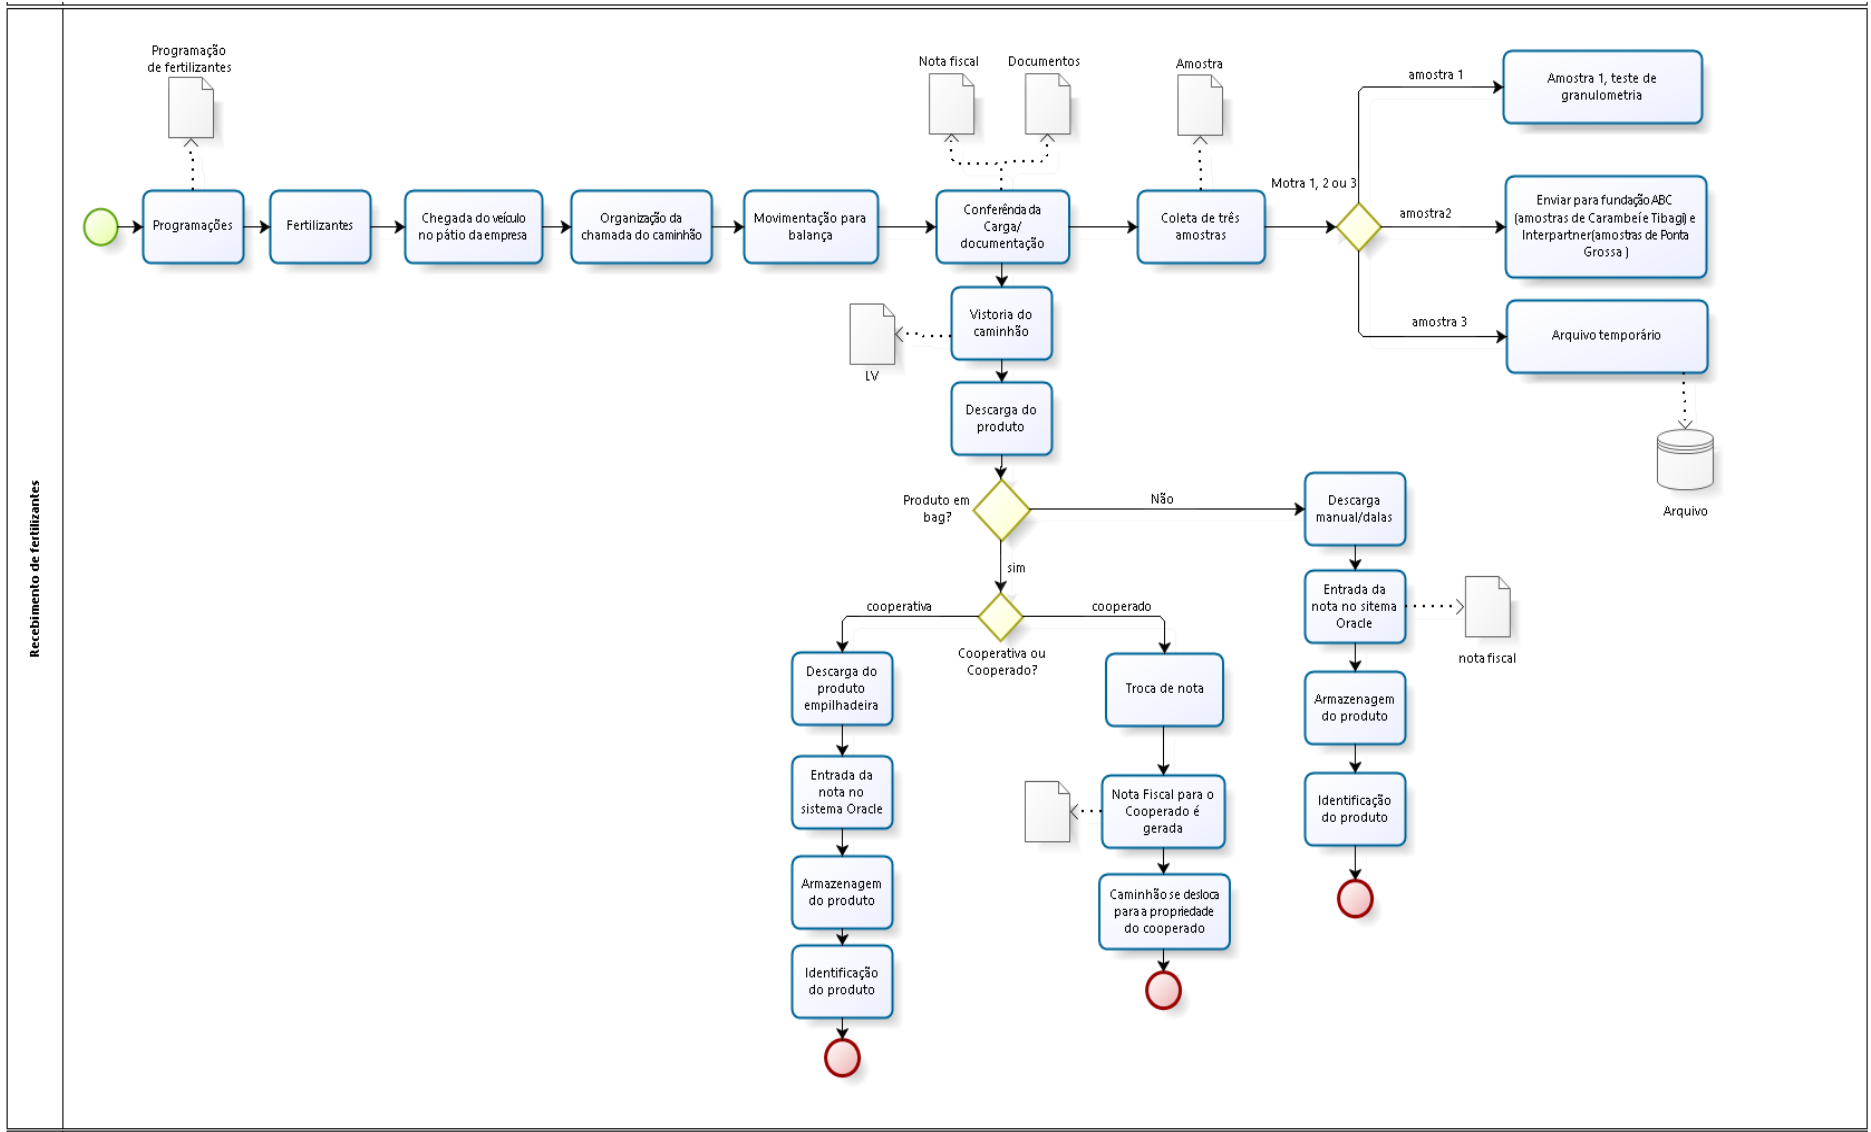 Recebimento de fertilizantes
Programação
de fertilizantes
Nota fiscal
Documentos
Amostra
amostra 1
Amostra 1, teste de
granulometria
Programações
Fertilizantes
Chegada do veículo
no pátio da empresa
Organização da
chamada do caminhão
Movimentação para
balança
Conferência da
Carga/
documentação
Coleta de três
amostras
Motra 1, 2 ou 3
amostra2
Enviar para fundação ABC
(amostras de Carambeí e Tibagi) e
Interpartner(amostras de Ponta
Grossa )
Vistoria do
caminhão
LV
amostra 3
Arquivo temporário
Arquivo
Descarga do
produto
Produto em
bag?
Não
sim
Descarga
manual/dalas
Entrada da
nota no sitema
Oracle
nota fiscal
Armazenagem
do produto
Identificação
do produto
cooperativa
cooperado
Cooperativa ou
Cooperado?
Descarga do
produto
empilhadeira
Entrada da
nota no
sistema Oracle
Armazenagem
do produto
Identificação
do produto
Troca de nota
Nota Fiscal para o
Cooperado é
gerada
Caminhão se desloca
para a propriedade
do cooperado